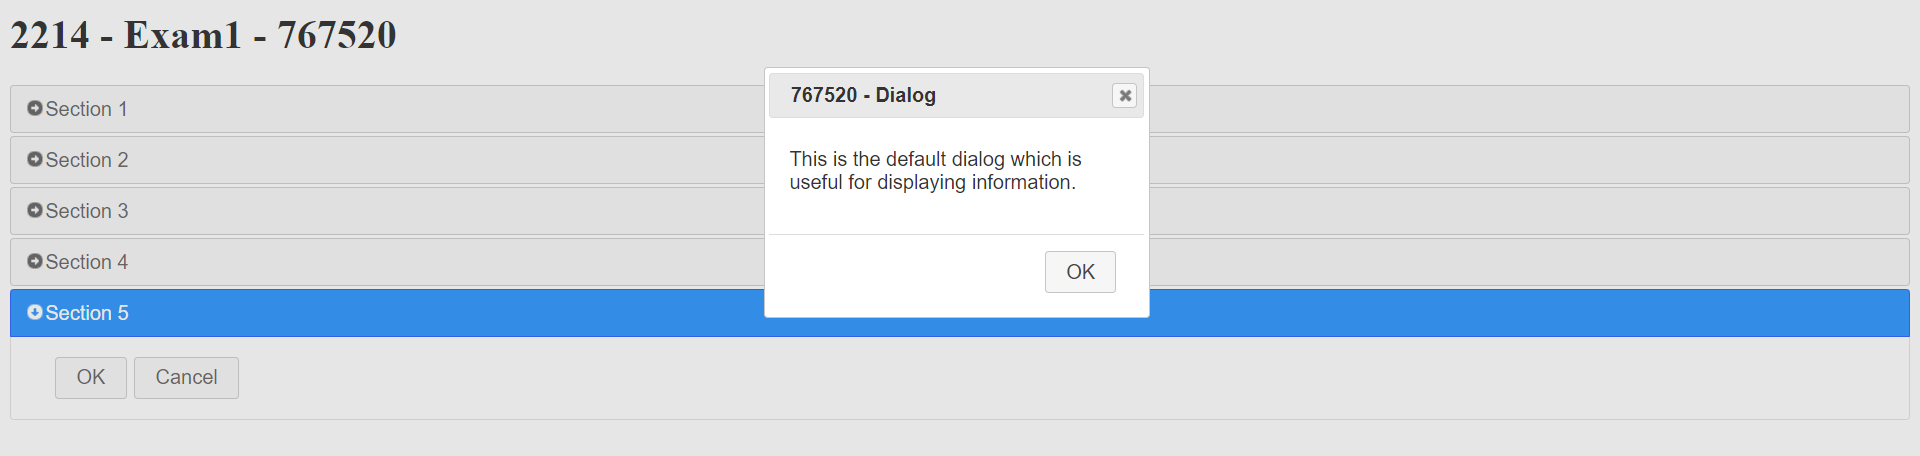 2214 - Exam1 - 767520
Section 1
Section 2
Section 3
Section 4
Section 5
OK Cancel
767520 - Dialog
This is the default dialog which is
useful for displaying information.
OK